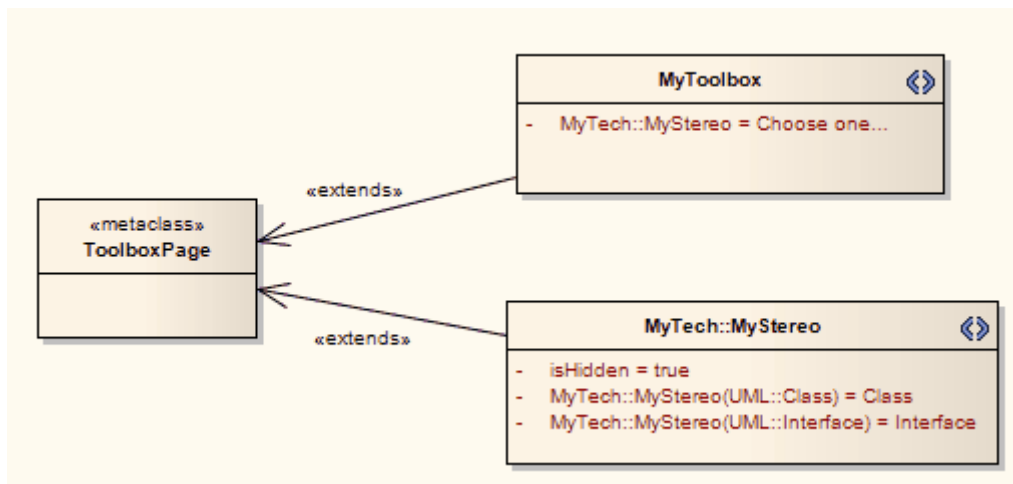 MyToolbox
- MyTech::MyStereo = Choose one...
«extends»
«metaclass»
ToolboxPage
«extends»
MyTech::MyStereo
- isHidden = true
- MyTech::MyStereo(UML::Class) = Class
- MyTech::MyStereo(UML::Interface) = Interface